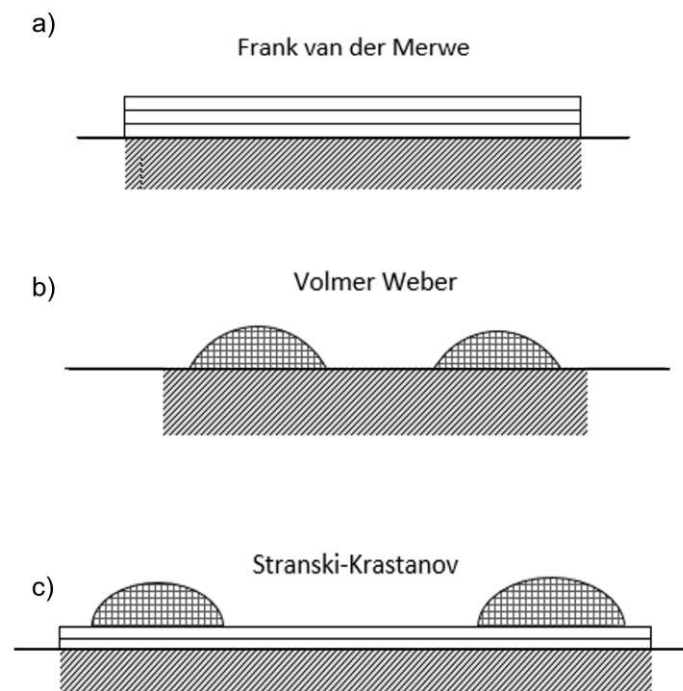 a)
Frank van der Merwe
b)
Volmer Weber
c)
Stranski-Krastanov